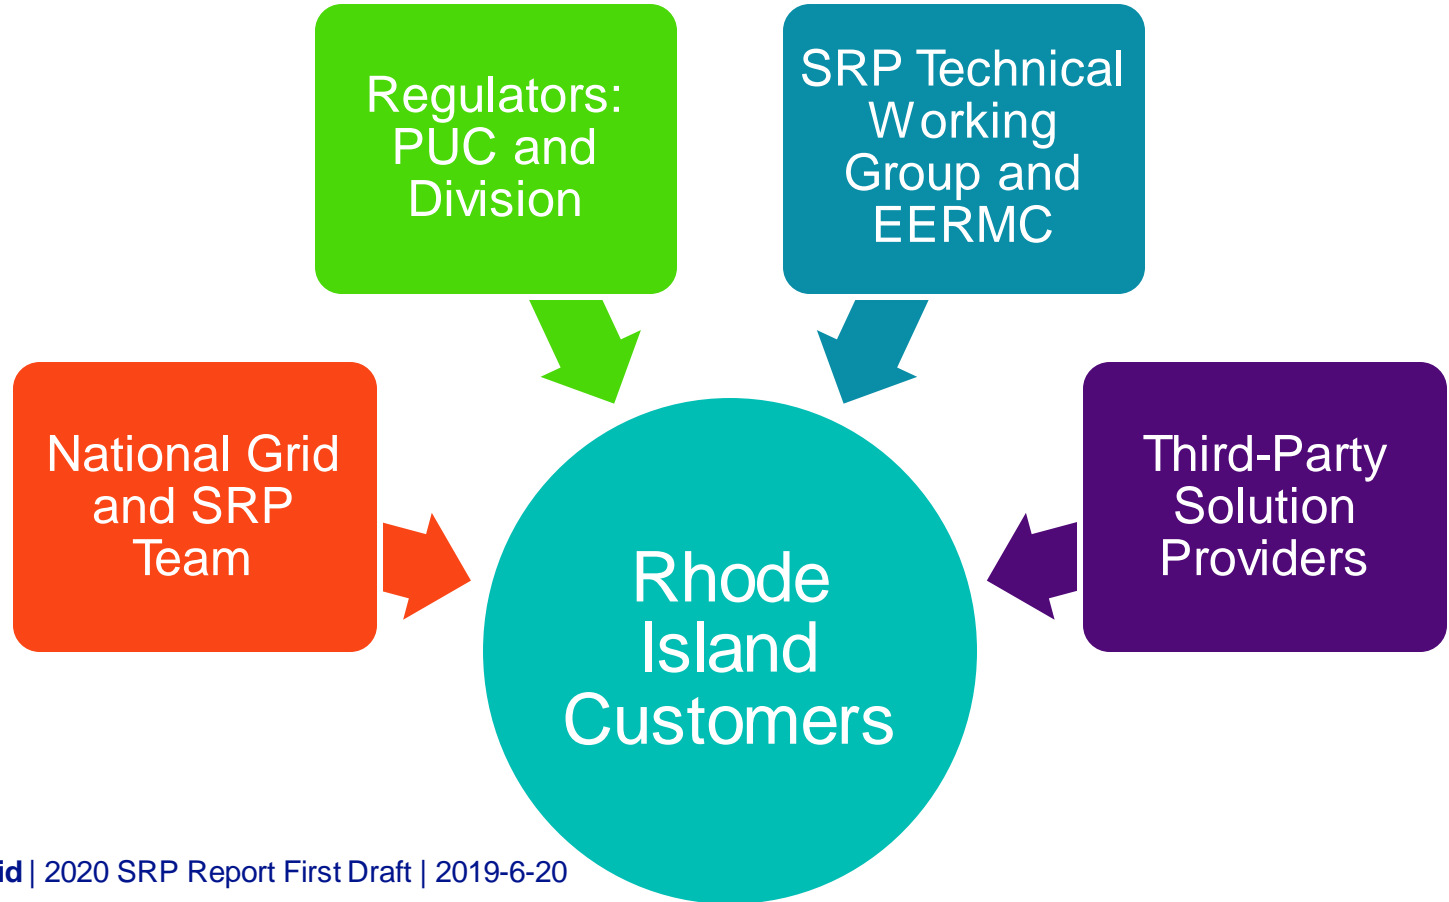 Regulators:
PUC and
Division
SRP Technical
Working
Group and
EERMC
National Grid
and SRP
Team
Third-Party
Solution
Providers
Rhode
Island
Customers
id | 2020 SRP Report First Draft | 2019-6-20